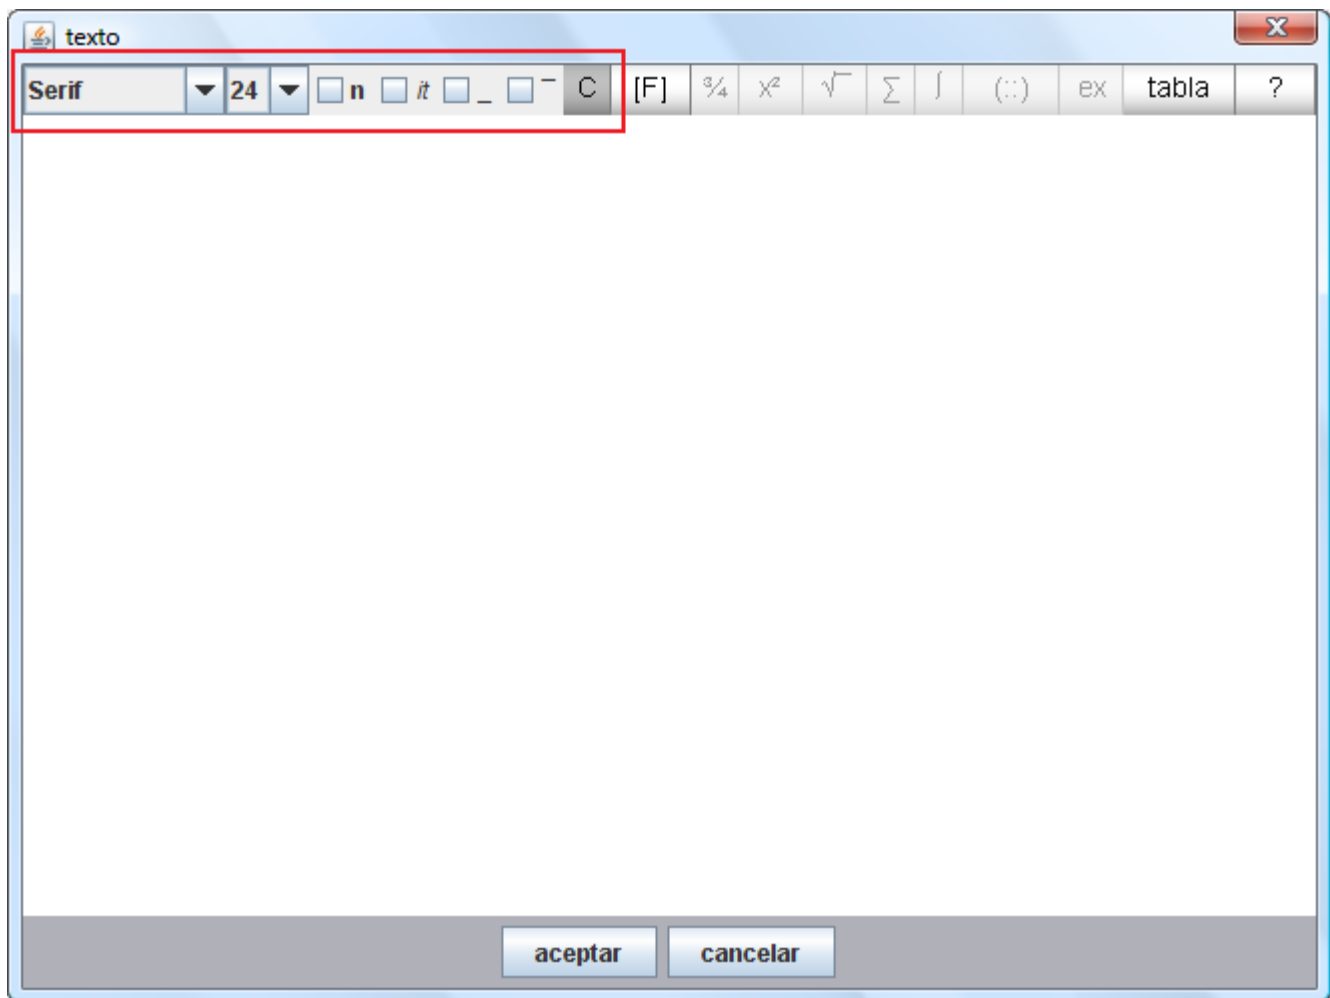 texto
Serif 24 n it _ ‾ C [F] ¾ x² √‾ ∑ ∫ (::) ex tabla ?
aceptar cancelar